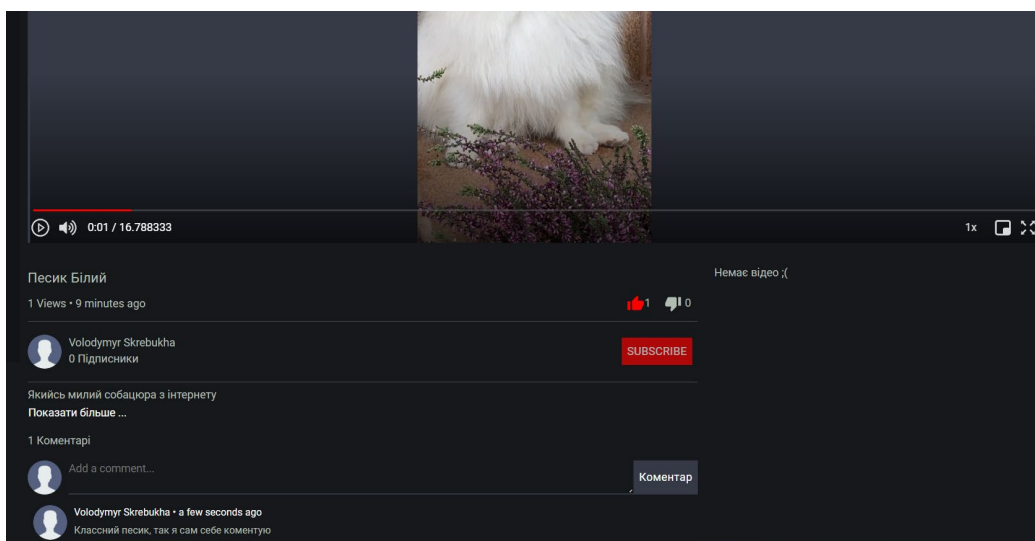 0:01 / 16.788333
1x
Песик Білий
1 Views • 9 minutes ago
1
0
Volodymyr Skrebukha
0 Підписники
SUBSCRIBE
Якийсь милий собацюра з інтернету
Показати більше ...
1 Коментарі
Add a comment...
Коментар
Volodymyr Skrebukha • a few seconds ago
Классний песик, так я сам себе коментую
Немає відео ;(